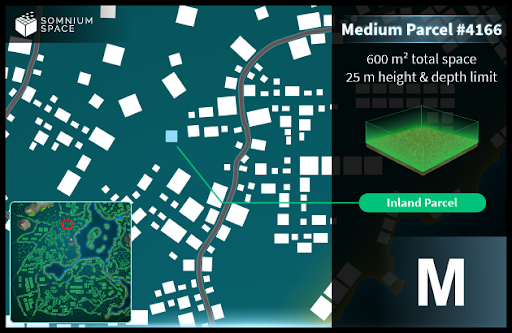 SOMNIUM
SPACE
Medium Parcel #4166
600 m² total space
25 m height & depth limit
Inland Parcel
M